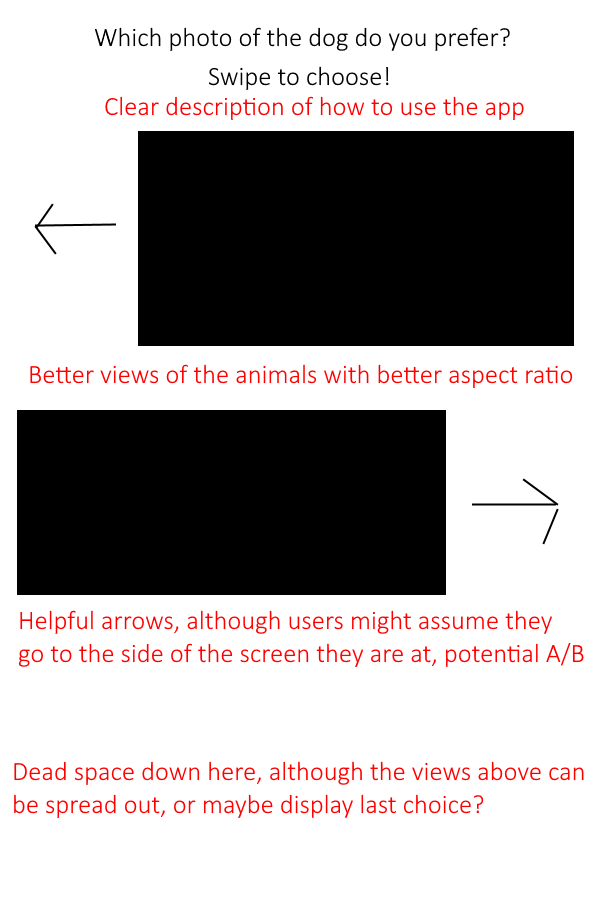 Which photo of the dog do you prefer?
Swipe to choose!
Clear description of how to use the app
Better views of the animals with better aspect ratio
Helpful arrows, although users might assume they
go to the side of the screen they are at, potential A/B
Dead space down here, although the views above can
be spread out, or maybe display last choice?